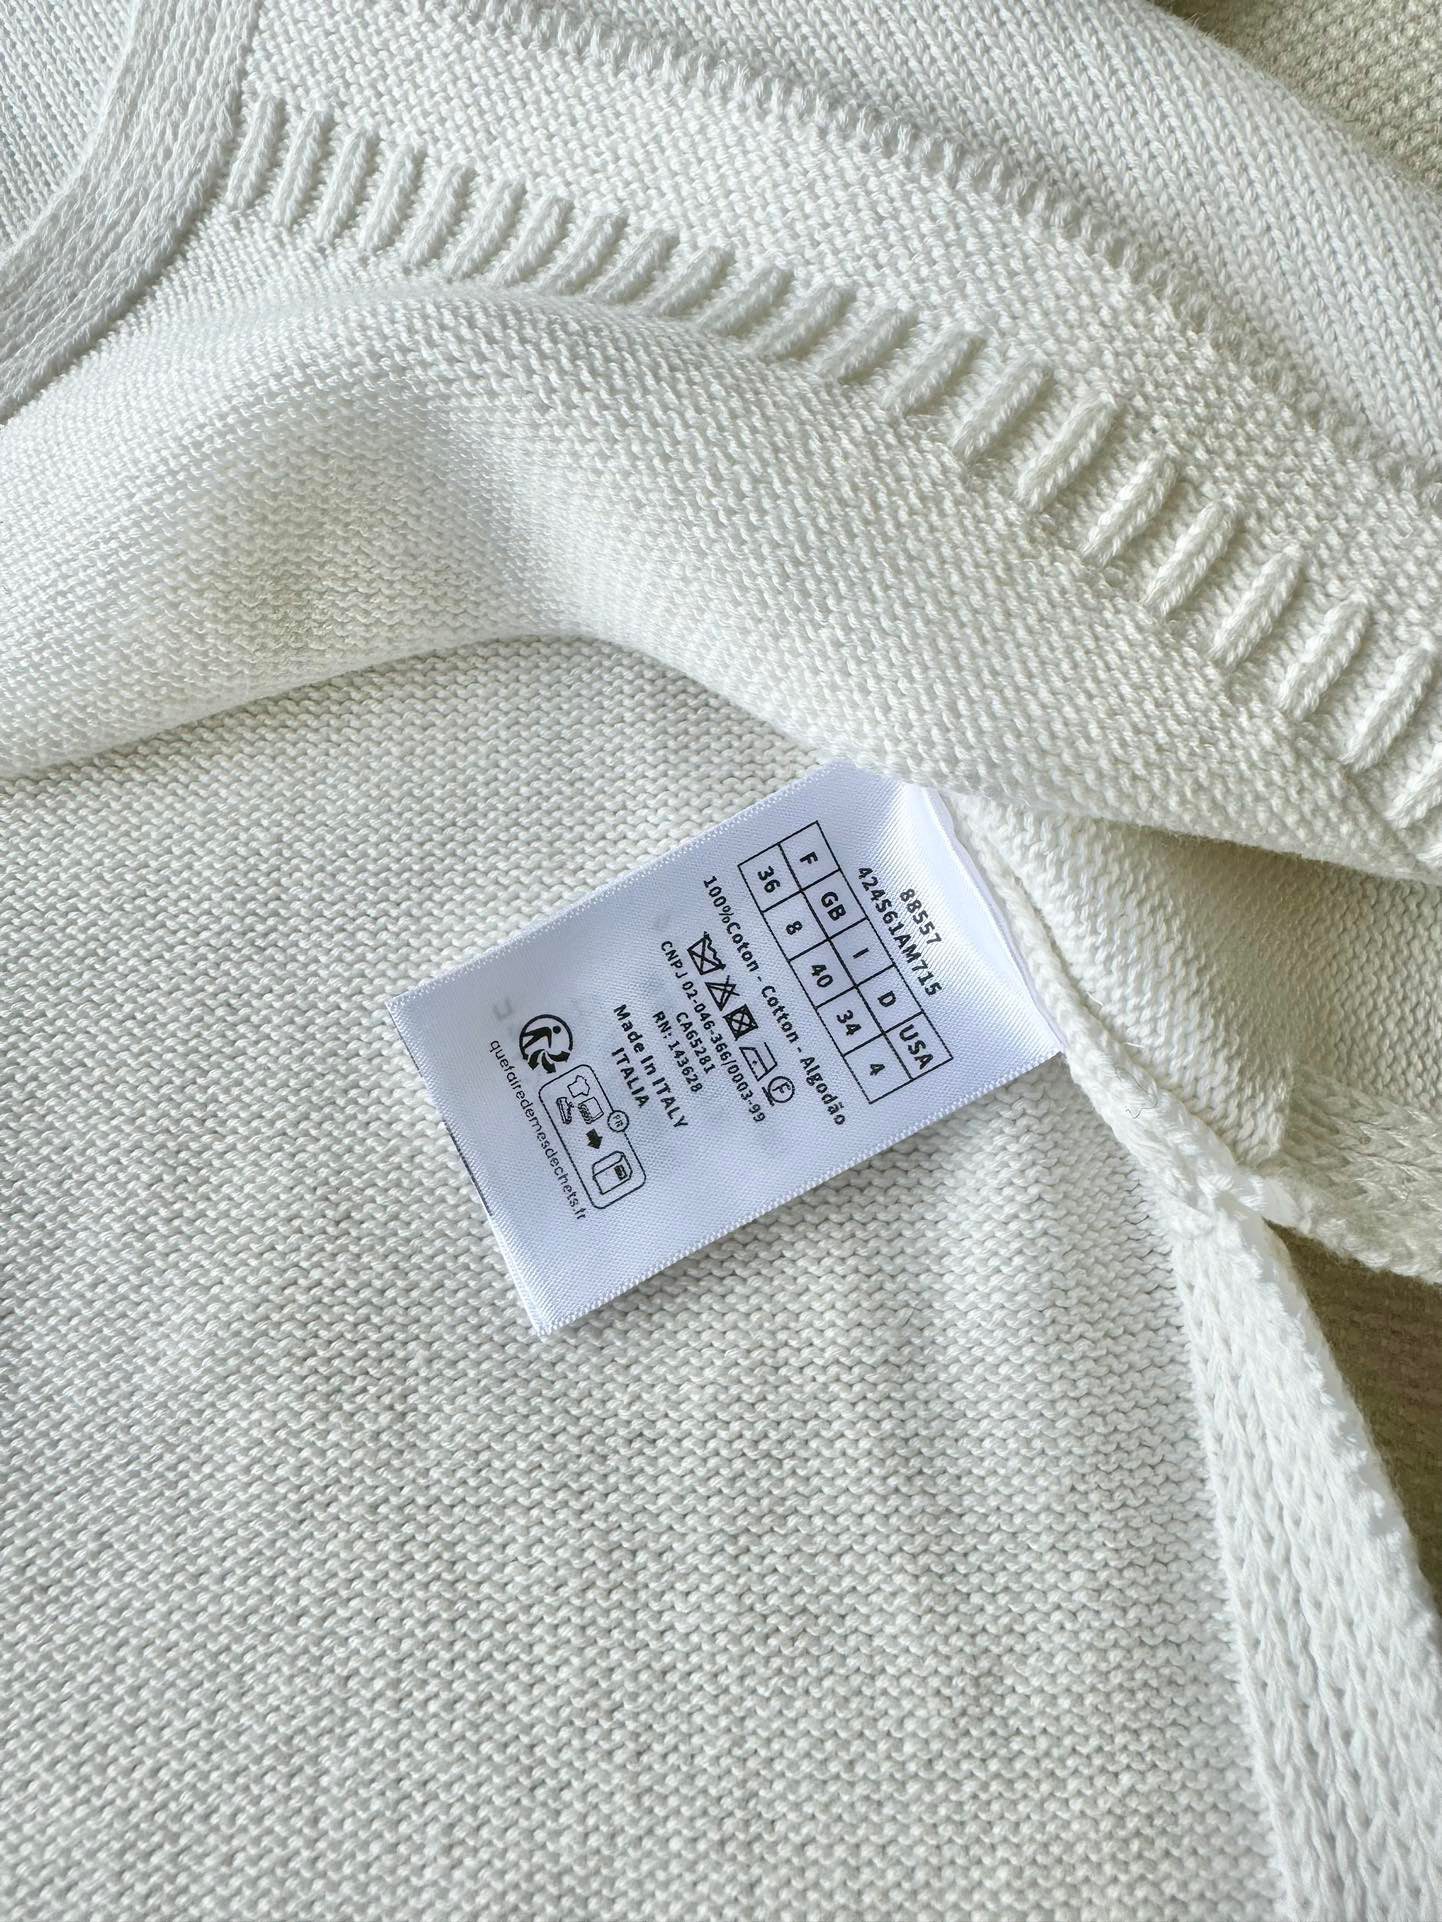 88557
424S61AM715
F GB I D USA
36 8 40 34 4
100%Coton - Cotton - Algodão
F
CNPJ 02-046-366/0003-99
CA65281
RN: 143628
Made In ITALY
ITALIA
FR
quefairedemesdechets.fr